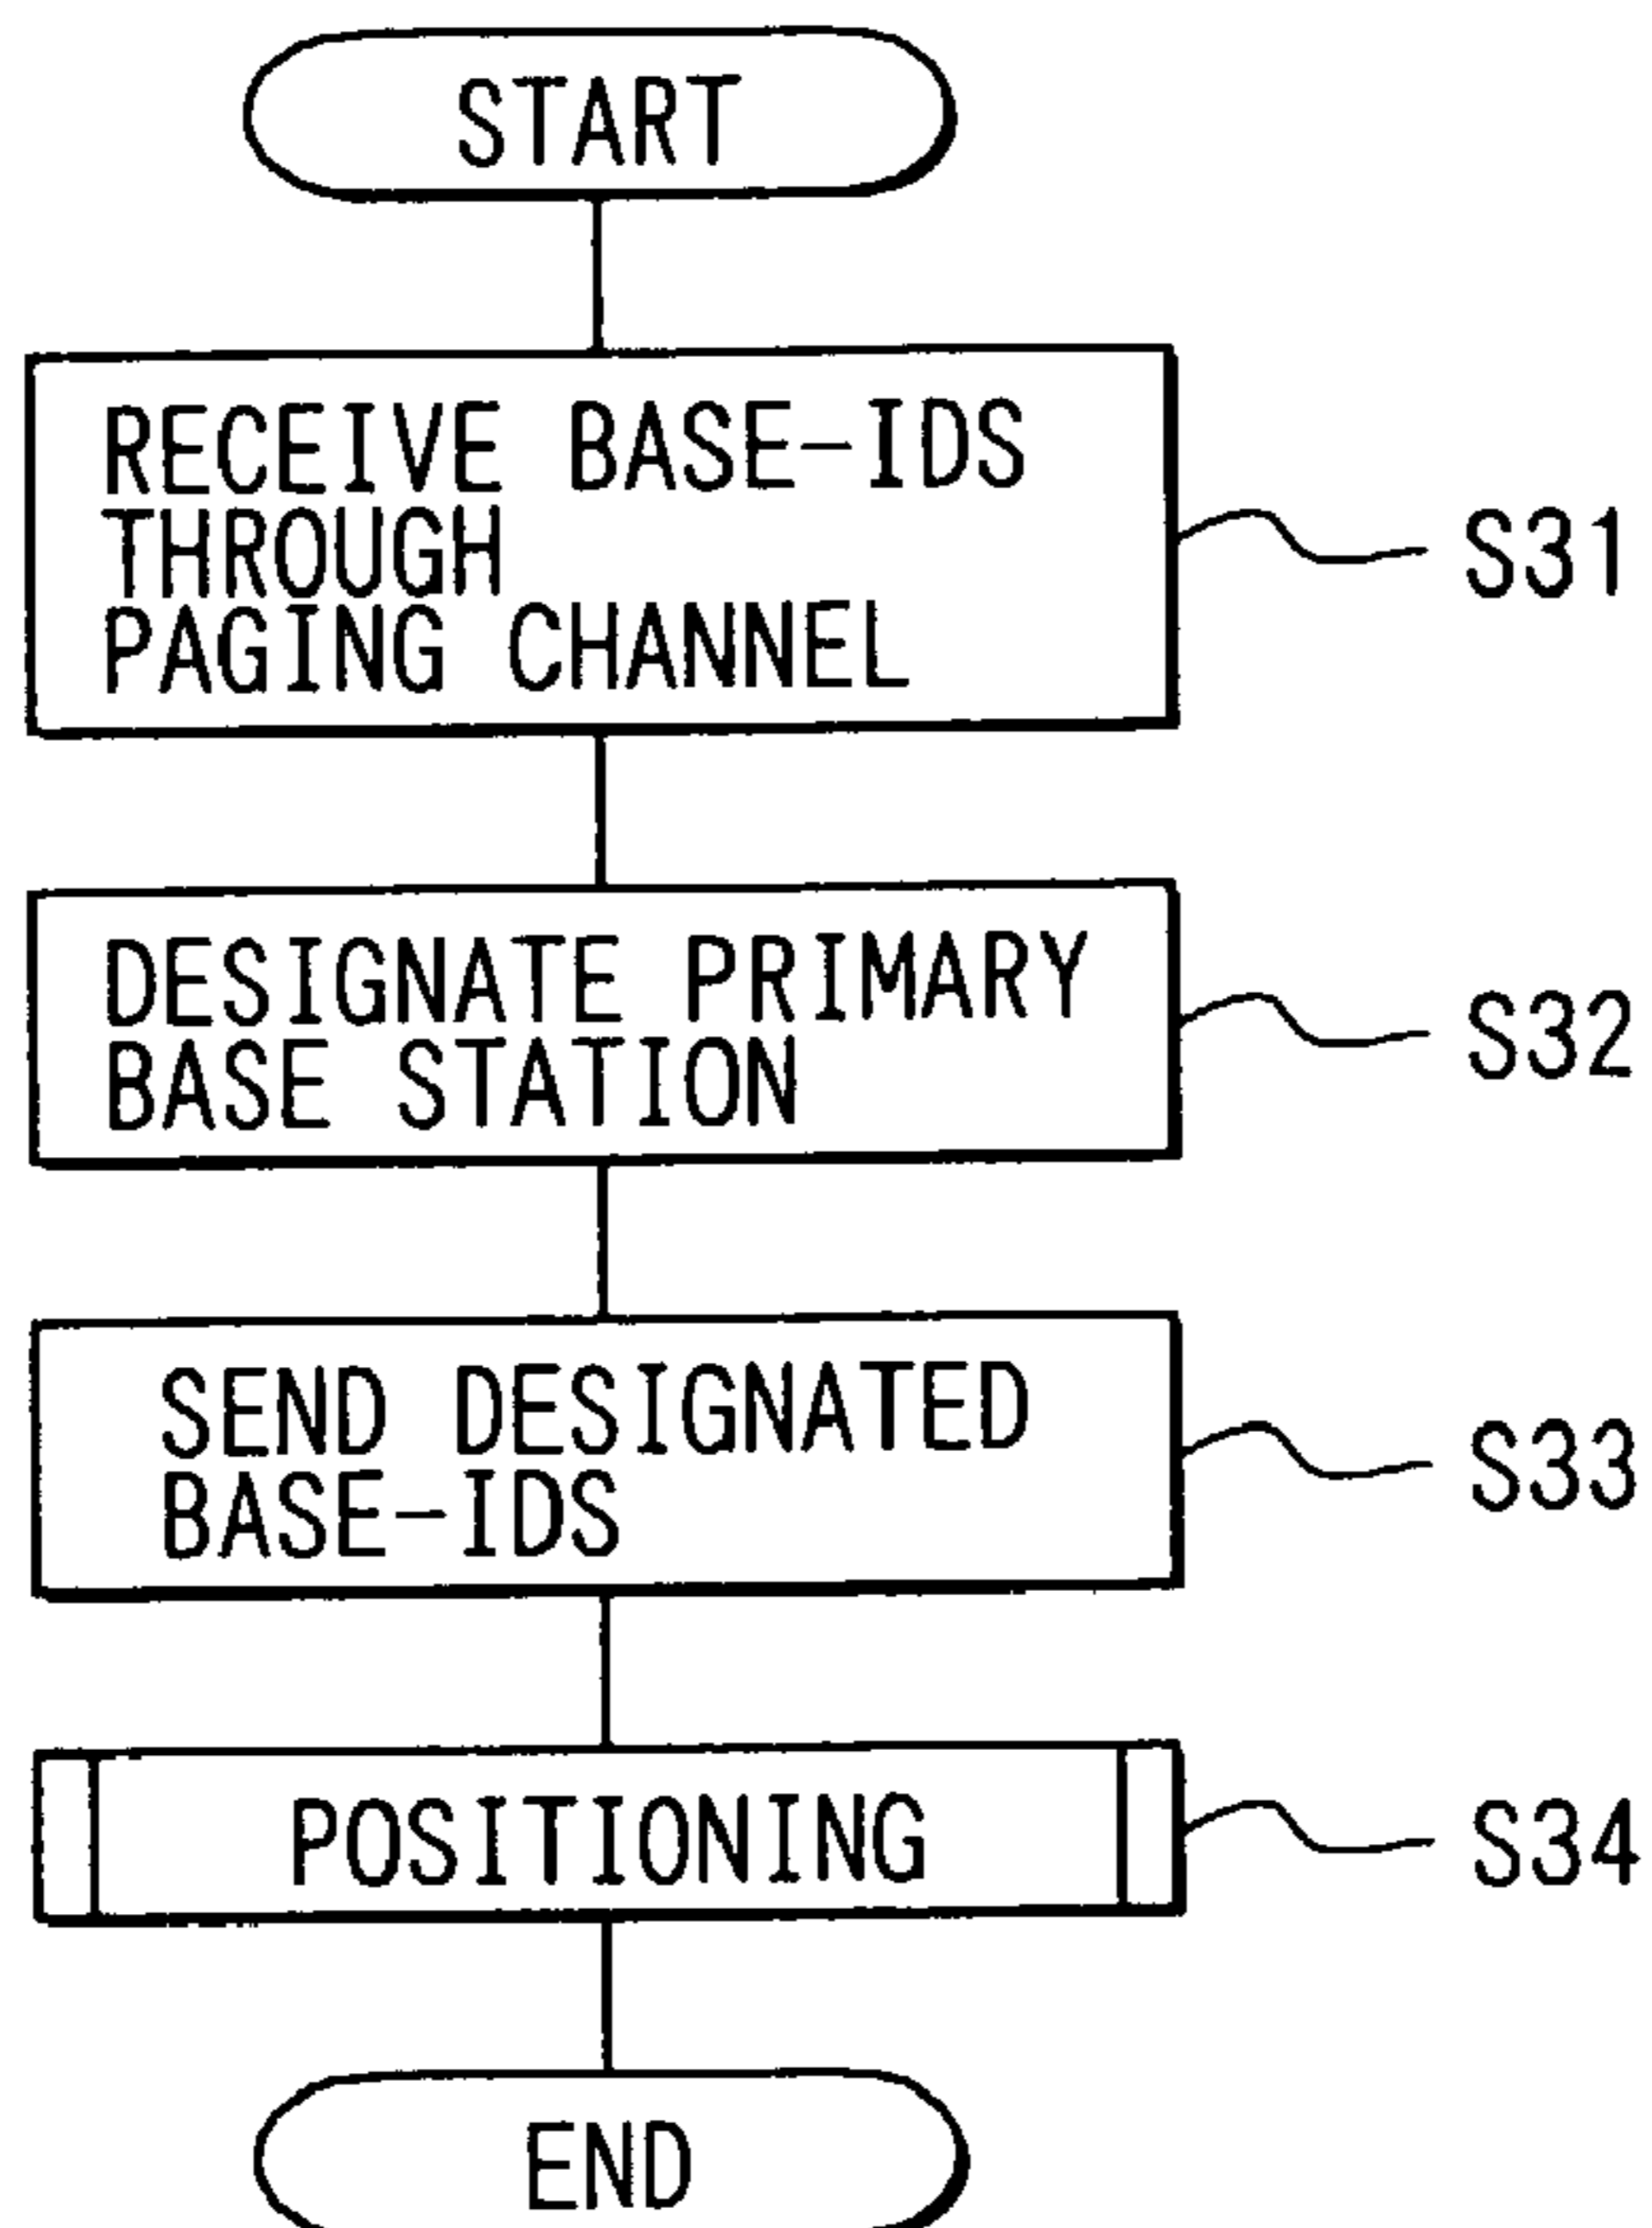 START
RECEIVE BASE-IDS
THROUGH
PAGING CHANNEL
S31
DESIGNATE PRIMARY
BASE STATION
S32
SEND DESIGNATED
BASE-IDS
S33
POSITIONING
S34
END